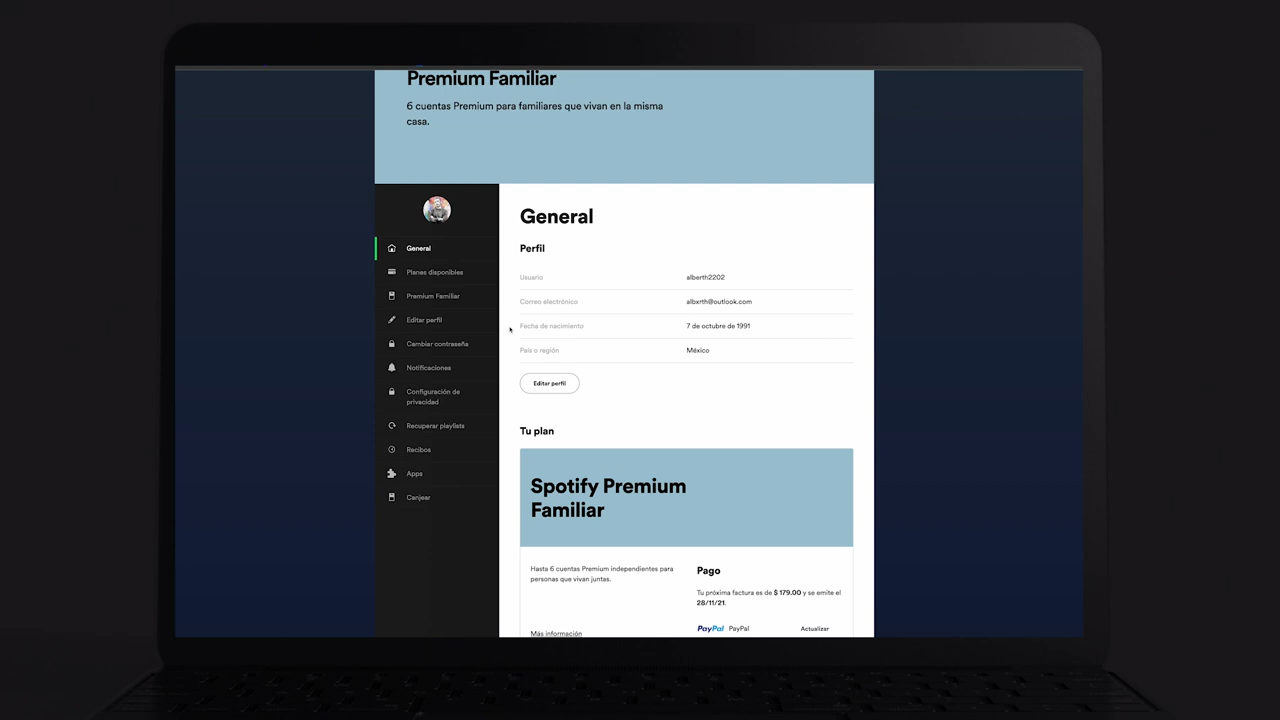 Premium Familiar
6 cuentas Premium para familiares que vivan en la misma
casa.
General
Planes disponibles
Premium Familiar
Editar perfil
Cambiar contraseña
Notificaciones
Configuración de
privacidad
Recuperar playlists
Recibos
Apps
Canjear
General
Perfil
Usuario alberth2202
Correo electrónico albxrth@outlook.com
Fecha de nacimiento 7 de octubre de 1991
País o región México
Editar perfil
Tu plan
Spotify Premium
Familiar
Hasta 6 cuentas Premium independientes para
personas que vivan juntas.
Más información
Pago
Tu próxima factura es de $ 179.00 y se emite el
28/11/21.
PayPal PayPal Actualizar